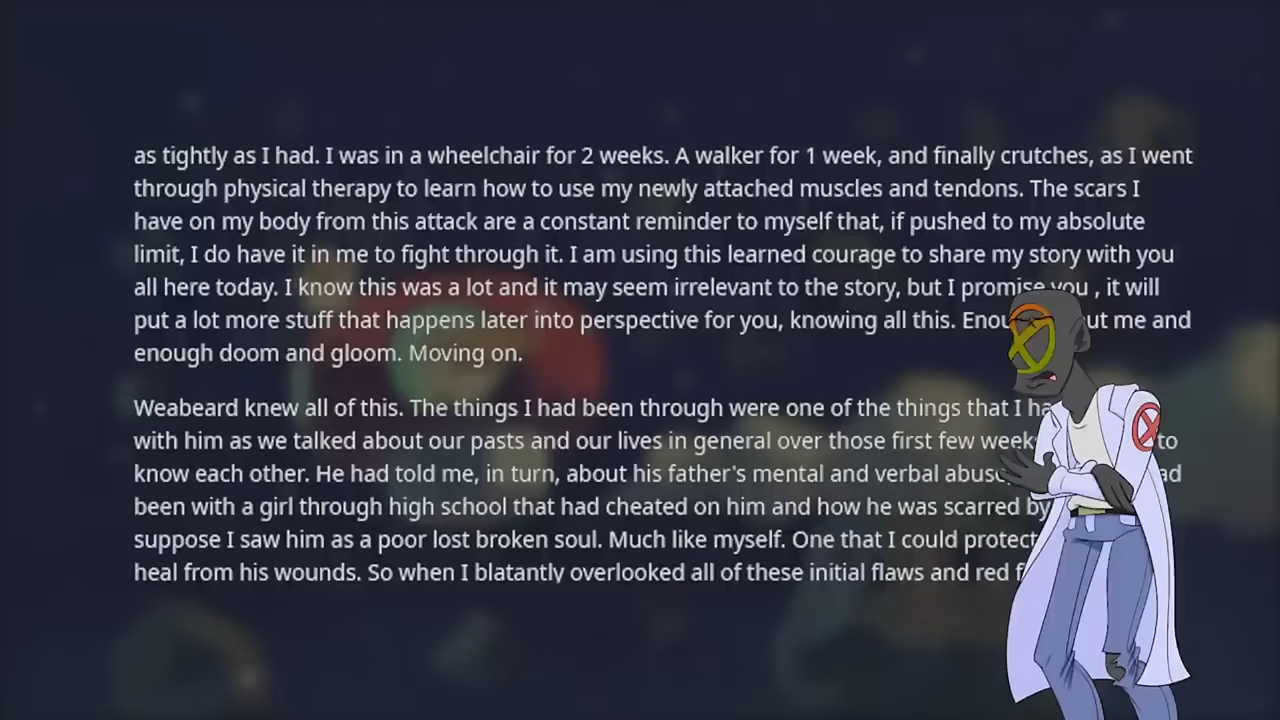 as tightly as I had. I was in a wheelchair for 2 weeks. A walker for 1 week, and finally crutches, as I went
through physical therapy to learn how to use my newly attached muscles and tendons. The scars I
have on my body from this attack are a constant reminder to myself that, if pushed to my absolute
limit, I do have it in me to fight through it. I am using this learned courage to share my story with you
all here today. I know this was a lot and it may seem irrelevant to the story, but I promise you , it will
put a lot more stuff that happens later into perspective for you, knowing all this. me and
enough doom and gloom. Moving on.
Weabeard knew all of this. The things I had been through were one of the things that I
with him as we talked about our pasts and our lives in general over those first few to
know each other. He had told me, in turn, about his father's mental and verbal
been with a girl through high school that had cheated on him and how he was scarred by
suppose I saw him as a poor lost broken soul. Much like myself. One that I could protect
heal from his wounds. So when I blatantly overlooked all of these initial flaws and red